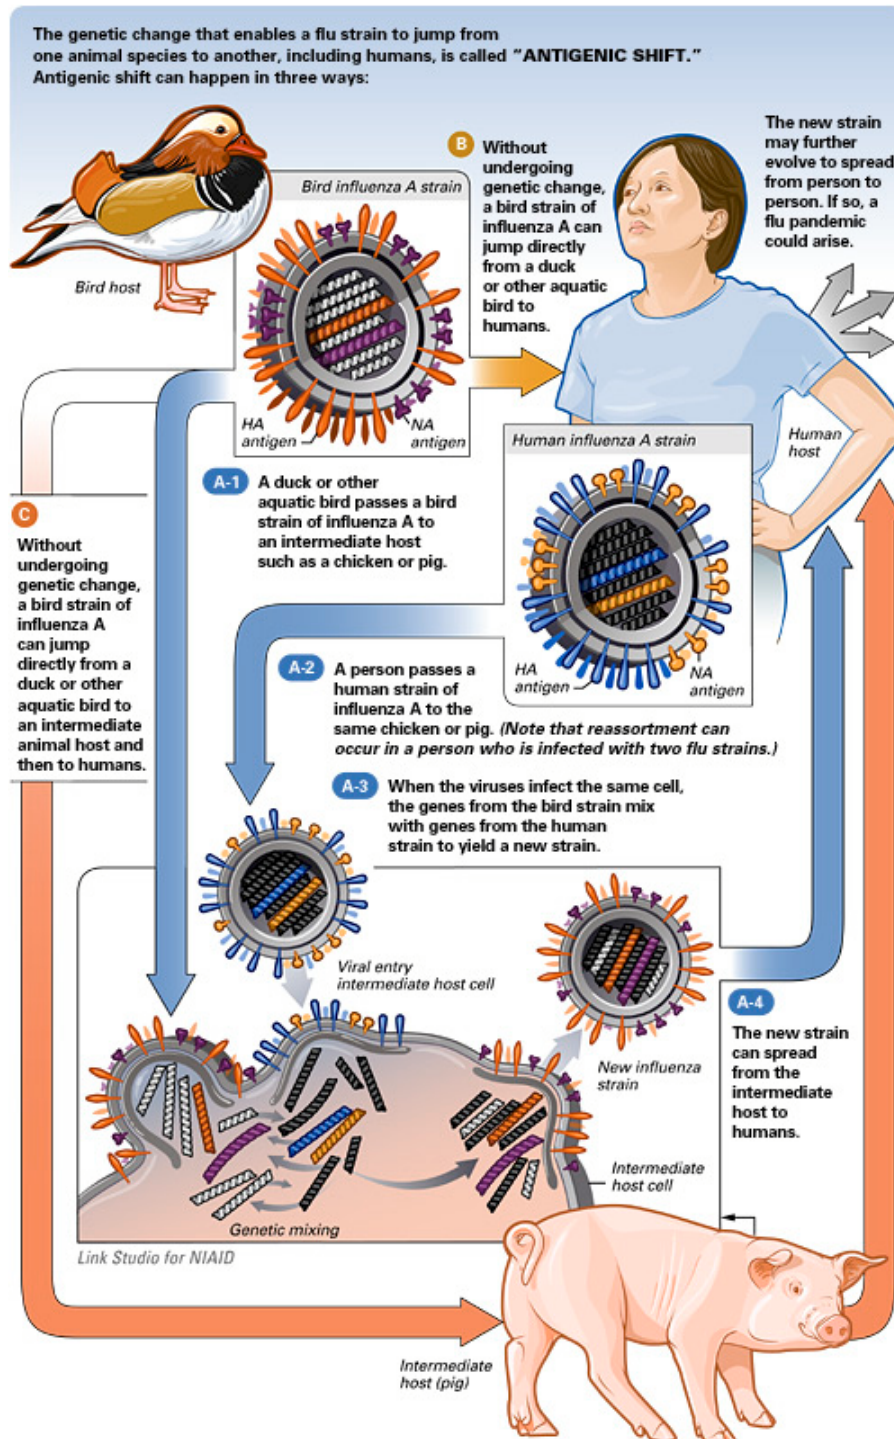 The genetic change that enables a flu strain to jump from
one animal species to another, including humans, is called “ANTIGENIC SHIFT.”
Antigenic shift can happen in three ways:
Bird host
Bird influenza A strain
HA
antigen
NA
antigen
B
Without
undergoing
genetic change,
a bird strain of
influenza A can
jump directly
from a duck
or other aquatic
bird to
humans.
The new strain
may further
evolve to spread
from person to
person. If so, a
flu pandemic
could arise.
Human
host
Human influenza A strain
HA
antigen
NA
antigen
A-1
A duck or other
aquatic bird passes a bird
strain of influenza A to
an intermediate host
such as a chicken or pig.
C
Without
undergoing
genetic change,
a bird strain of
influenza A
can jump
directly from a
duck or other
aquatic bird to
an intermediate
animal host and
then to humans.
A-2
A person passes a
human strain of
influenza A to the
same chicken or pig. (Note that reassortment can
occur in a person who is infected with two flu strains.)
A-3
When the viruses infect the same cell,
the genes from the bird strain mix
with genes from the human
strain to yield a new strain.
Viral entry
intermediate host cell
New influenza
strain
A-4
The new strain
can spread
from the
intermediate
host to
humans.
Intermediate
host cell
Genetic mixing
Link Studio for NIAID
Intermediate
host (pig)